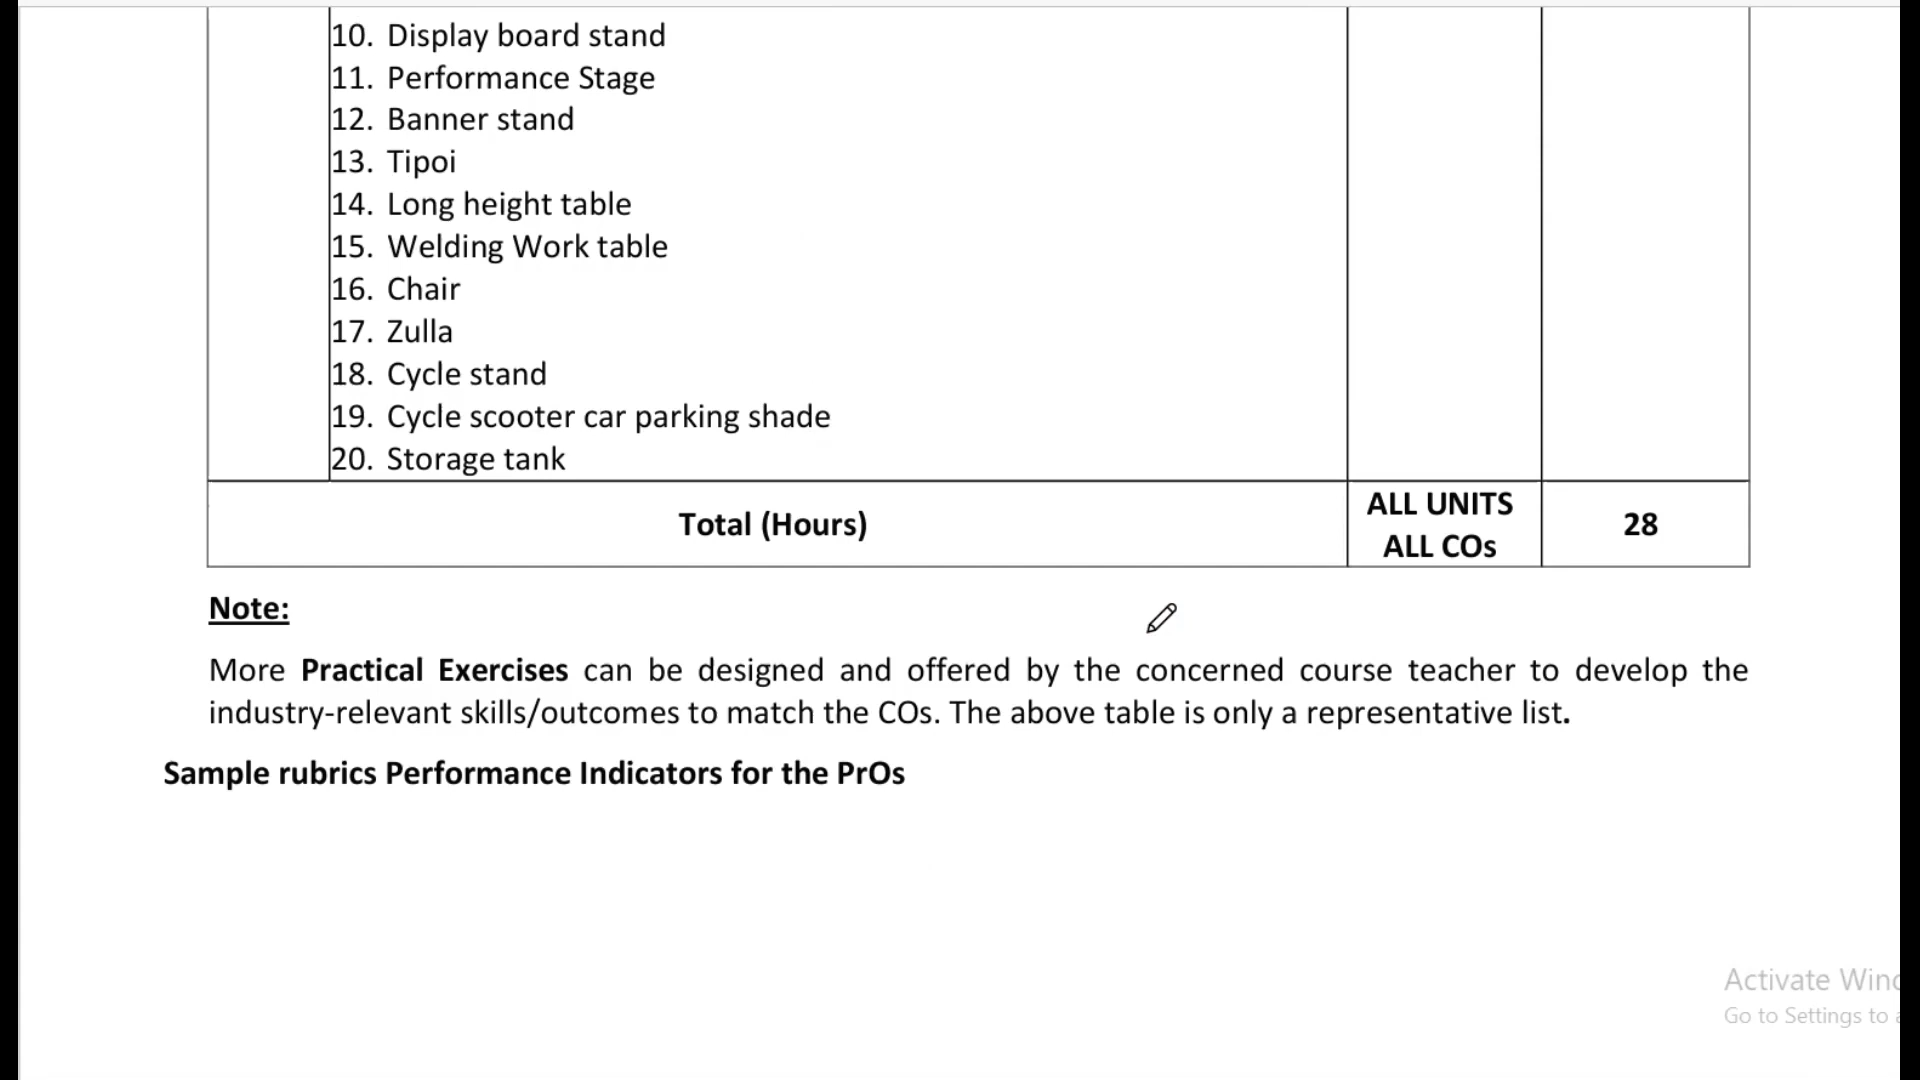 10. Display board stand
11. Performance Stage
12. Banner stand
13. Tipoi
14. Long height table
15. Welding Work table
16. Chair
17. Zulla
18. Cycle stand
19. Cycle scooter car parking shade
20. Storage tank
Total (Hours)
ALL UNITS
ALL COs
28
Note:
More Practical Exercises can be designed and offered by the concerned course teacher to develop the
industry-relevant skills/outcomes to match the COs. The above table is only a representative list.
Sample rubrics Performance Indicators for the PrOs
Activate
Go to Settings to